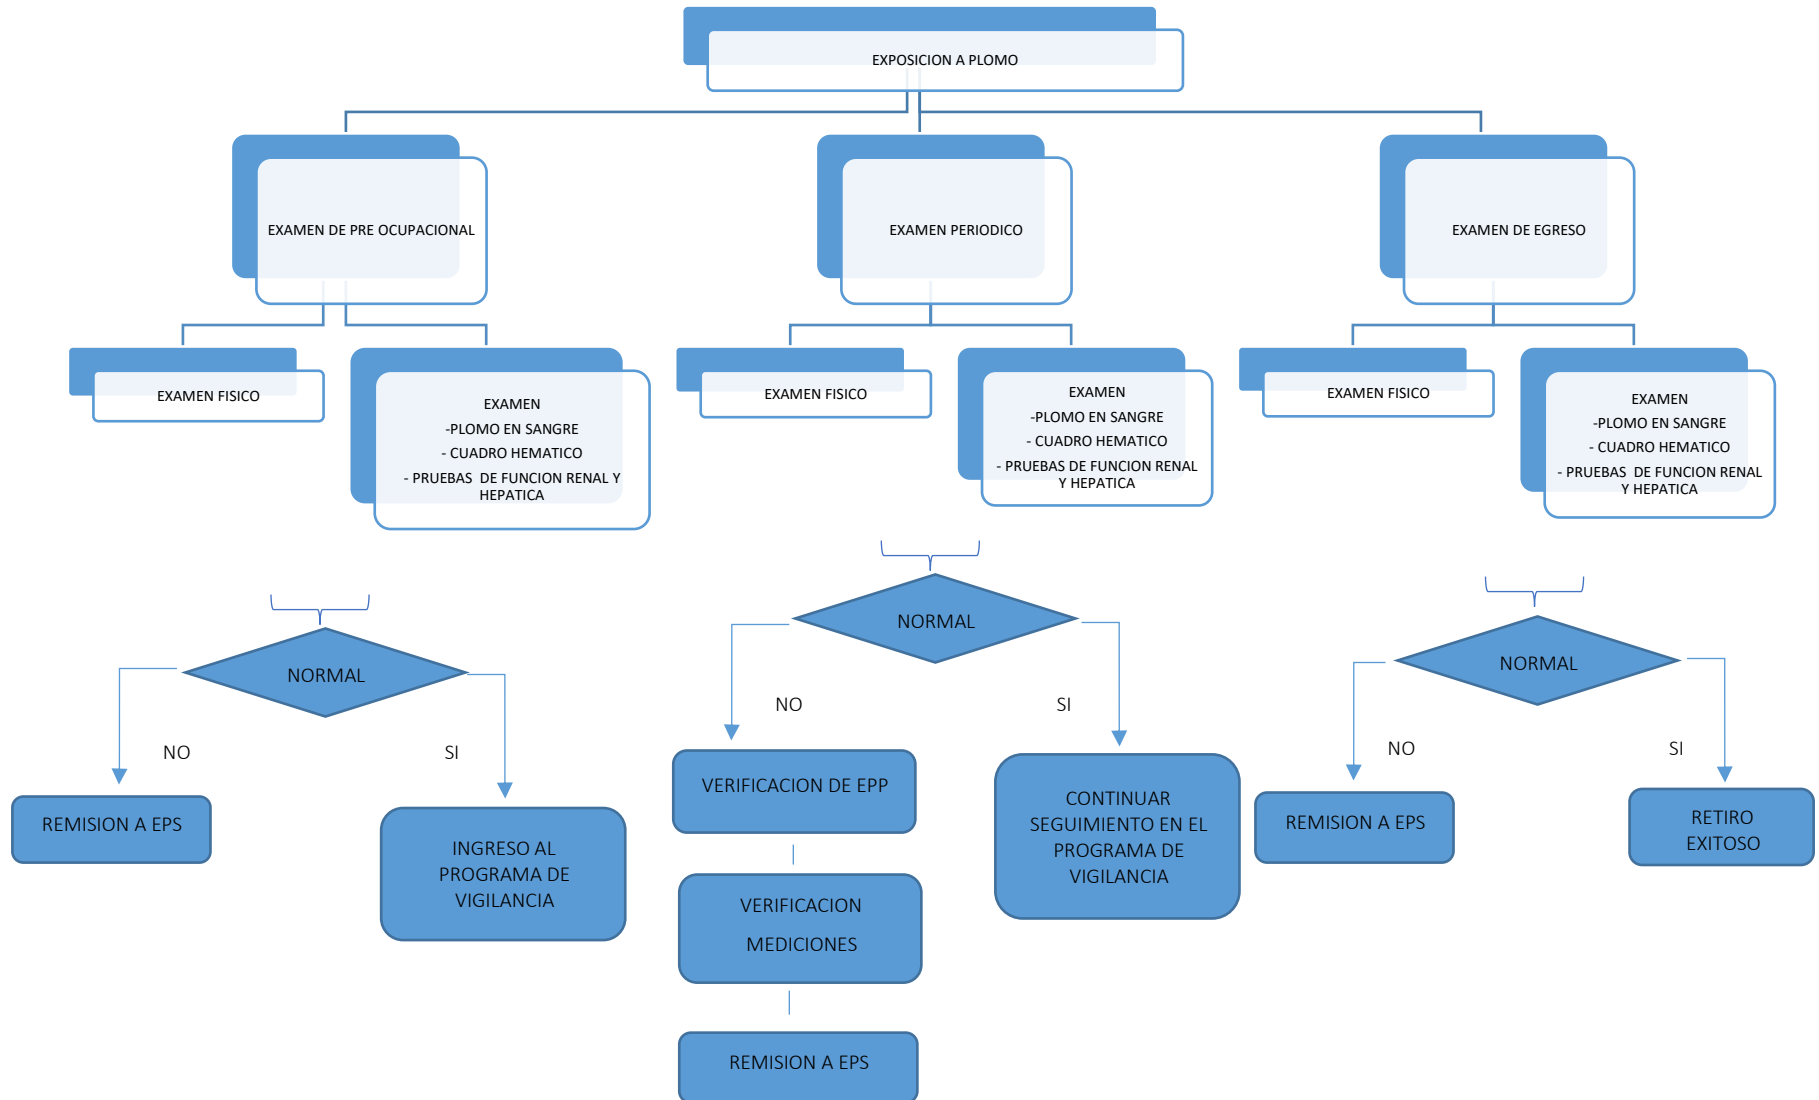 EXPOSICION A PLOMO
EXAMEN DE PRE OCUPACIONAL
EXAMEN PERIODICO
EXAMEN DE EGRESO
EXAMEN FISICO
EXAMEN
-PLOMO EN SANGRE
- CUADRO HEMATICO
- PRUEBAS  DE FUNCION RENAL Y
HEPATICA
EXAMEN FISICO
EXAMEN
-PLOMO EN SANGRE
- CUADRO HEMATICO
- PRUEBAS DE FUNCION RENAL
Y HEPATICA
EXAMEN FISICO
EXAMEN
-PLOMO EN SANGRE
- CUADRO HEMATICO
- PRUEBAS  DE FUNCION RENAL
Y HEPATICA
NORMAL
NO
SI
REMISION A EPS
INGRESO AL
PROGRAMA DE
VIGILANCIA
NORMAL
NO
SI
VERIFICACION DE EPP
VERIFICACION
MEDICIONES
REMISION A EPS
CONTINUAR
SEGUIMIENTO EN EL
PROGRAMA DE
VIGILANCIA
NORMAL
NO
SI
REMISION A EPS
RETIRO
EXITOSO